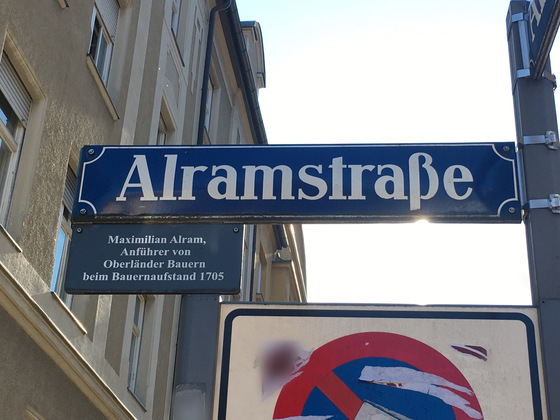 Alramstraße
Maximilian Alram,
Anführer von
Oberländer Bauern
beim Bauernaufstand 1705